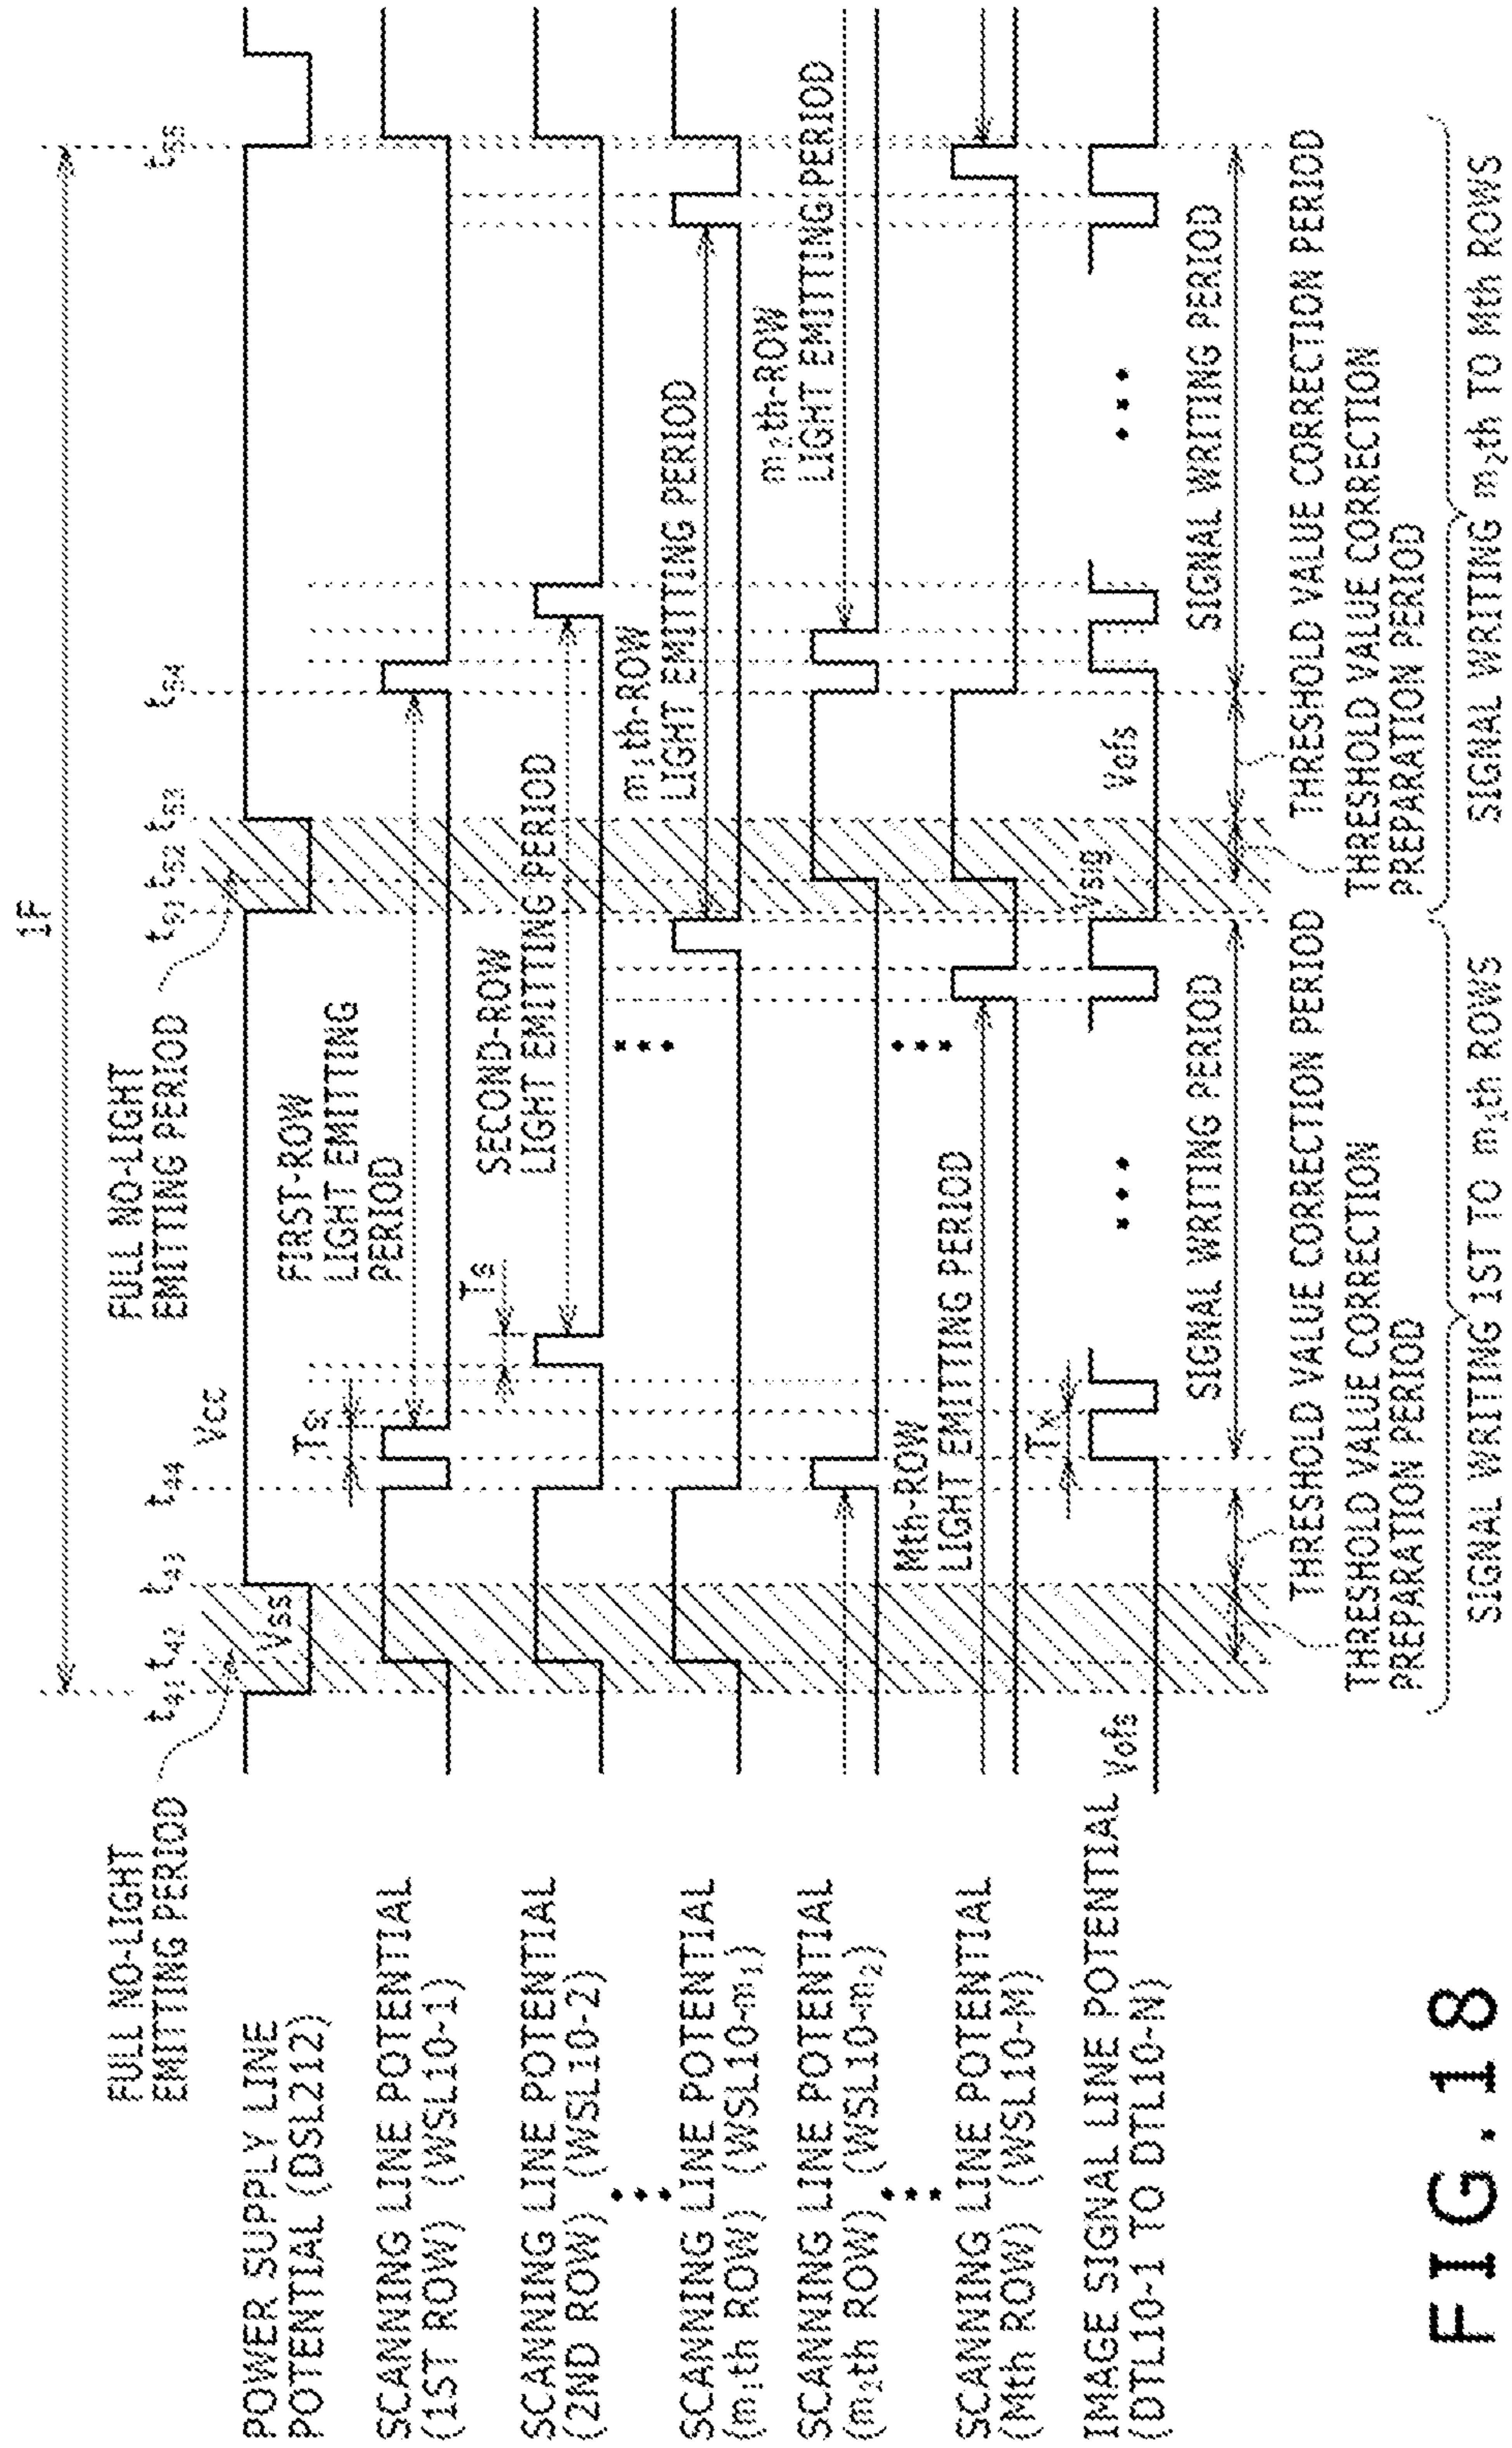 1F
t41 t42 t43 t44 t51 t52 t53 t54 t55
FULL NO-LIGHT
EMITTING PERIOD
FULL NO-LIGHT
EMITTING PERIOD
POWER SUPPLY LINE
POTENTIAL (DSL212)
Vss
Vcc
SCANNING LINE POTENTIAL
(1ST ROW) (WSL10-1)
Ts
FIRST-ROW
LIGHT EMITTING
PERIOD
SCANNING LINE POTENTIAL
(2ND ROW) (WSL10-2)
Ts
SECOND-ROW
LIGHT EMITTING PERIOD
SCANNING LINE POTENTIAL
(m1th ROW) (WSL10-m1)
m1th-ROW
LIGHT EMITTING PERIOD
SCANNING LINE POTENTIAL
(m2th ROW) (WSL10-m2)
m2th-ROW
LIGHT EMITTING PERIOD
SCANNING LINE POTENTIAL
(Mth ROW) (WSL10-M)
Mth-ROW
LIGHT EMITTING PERIOD
IMAGE SIGNAL LINE POTENTIAL
(DTL10-1 TO DTL10-N)
Vofs
Tx
Vsig
Vofs
SIGNAL WRITING PERIOD
SIGNAL WRITING PERIOD
THRESHOLD VALUE CORRECTION PERIOD
THRESHOLD VALUE CORRECTION PERIOD
THRESHOLD VALUE CORRECTION
PREPARATION PERIOD
THRESHOLD VALUE CORRECTION
PREPARATION PERIOD
SIGNAL WRITING 1ST TO m1th ROWS
SIGNAL WRITING m2th TO Mth ROWS
FIG.18